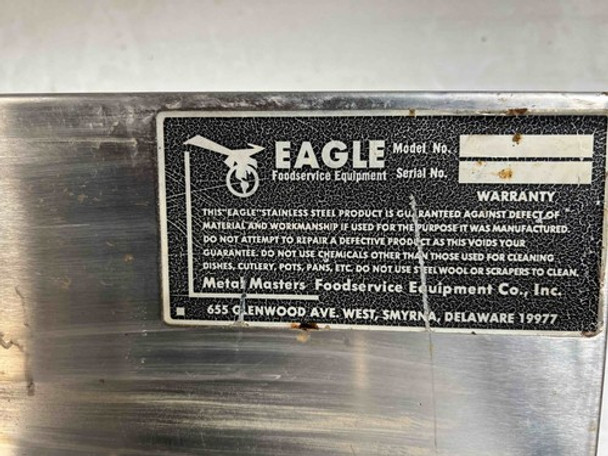 EAGLE
Foodservice Equipment
Model No.
Serial No.
WARRANTY
THIS "EAGLE" STAINLESS STEEL PRODUCT IS GUARANTEED AGAINST DEFECT OF
MATERIAL AND WORKMANSHIP IF USED FOR THE PURPOSE IT WAS MANUFACTURED.
DO NOT ATTEMPT TO REPAIR A DEFECTIVE PRODUCT AS THIS VOIDS YOUR
GUARANTEE. DO NOT USE CHEMICALS OTHER THAN THOSE USED FOR CLEANING
DISHES, CUTLERY, POTS, PANS, ETC. DO NOT USE STEEL WOOL OR SCRAPERS TO CLEAN.
Metal Masters Foodservice Equipment Co., Inc.
655 GLENWOOD AVE. WEST, SMYRNA, DELAWARE 19977